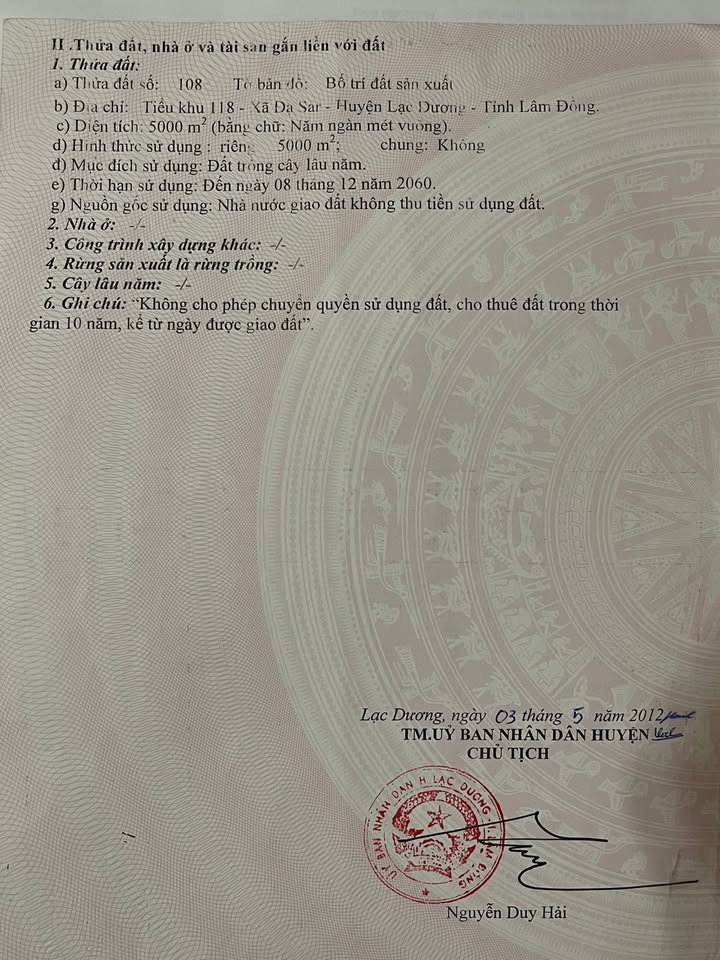 II .Thửa đất, nhà ở và tài sản gắn liền với đất
1. Thửa đất:
a) Thửa đất số: 108 Tờ bản đồ: Bố trí đất sản xuất
b) Địa chỉ: Tiểu khu 118 - Xã Đạ Sar - Huyện Lạc Dương - Tỉnh Lâm Đồng.
c) Diện tích: 5000 m² (bằng chữ: Năm ngàn mét vuông).
d) Hình thức sử dụng : riêng 5000 m²; chung: Không
đ) Mục đích sử dụng: Đất trồng cây lâu năm.
e) Thời hạn sử dụng: Đến ngày 08 tháng 12 năm 2060.
g) Nguồn gốc sử dụng: Nhà nước giao đất không thu tiền sử dụng đất.
2. Nhà ở: -/-
3. Công trình xây dựng khác: -/-
4. Rừng sản xuất là rừng trồng: -/-
5. Cây lâu năm: -/-
6. Ghi chú: "Không cho phép chuyển quyền sử dụng đất, cho thuê đất trong thời
gian 10 năm, kể từ ngày được giao đất".
Lạc Dương, ngày 03 tháng 5 năm 2012
TM.UỶ BAN NHÂN DÂN HUYỆN
CHỦ TỊCH
ỦY BAN NHÂN DÂN H LẠC DƯƠNG T. LÂM ĐỒNG
Nguyễn Duy Hải